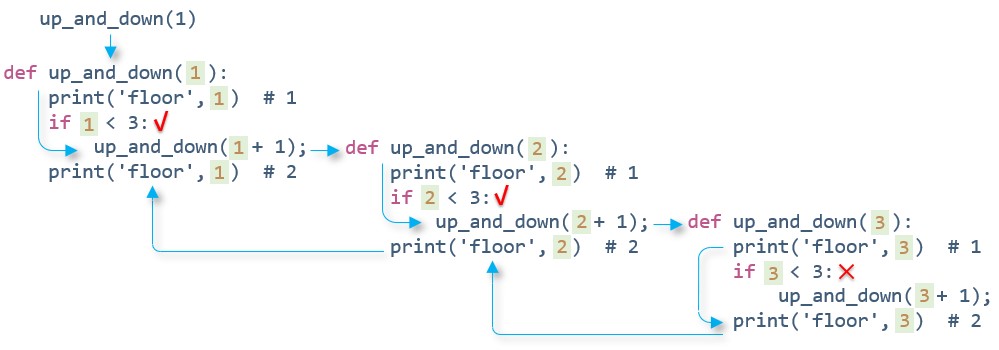 up_and_down(1)
def up_and_down(1):
print('floor',1) # 1
if 1 < 3:✓
up_and_down(1+ 1);
print('floor',1) # 2
def up_and_down(2):
print('floor',2) # 1
if 2 < 3:✓
up_and_down(2+ 1);
print('floor',2) # 2
def up_and_down(3):
print('floor',3) # 1
if 3 < 3:✕
up_and_down(3+ 1);
print('floor',3) # 2